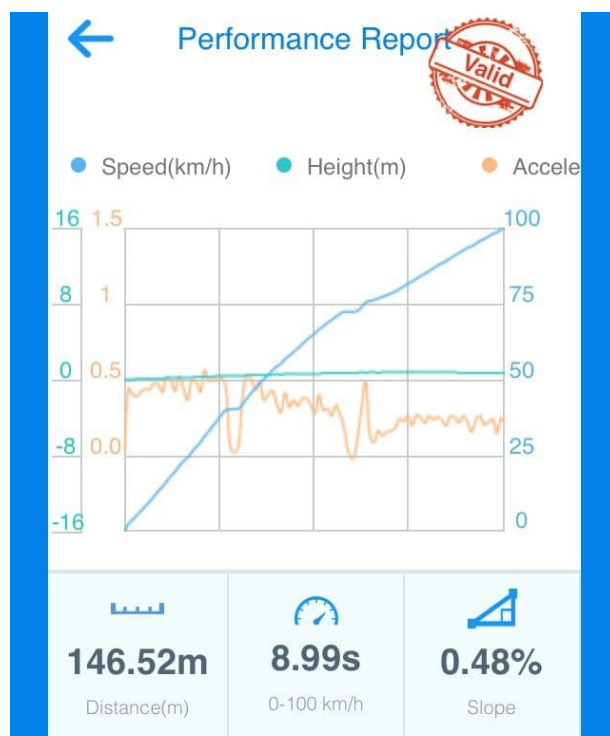 Performance Report
Valid
Speed(km/h) Height(m) Accele
16 1.5 100
8 1 75
0 0.5 50
-8 0.0 25
-16 0
146.52m 8.99s 0.48%
Distance(m) 0-100 km/h Slope